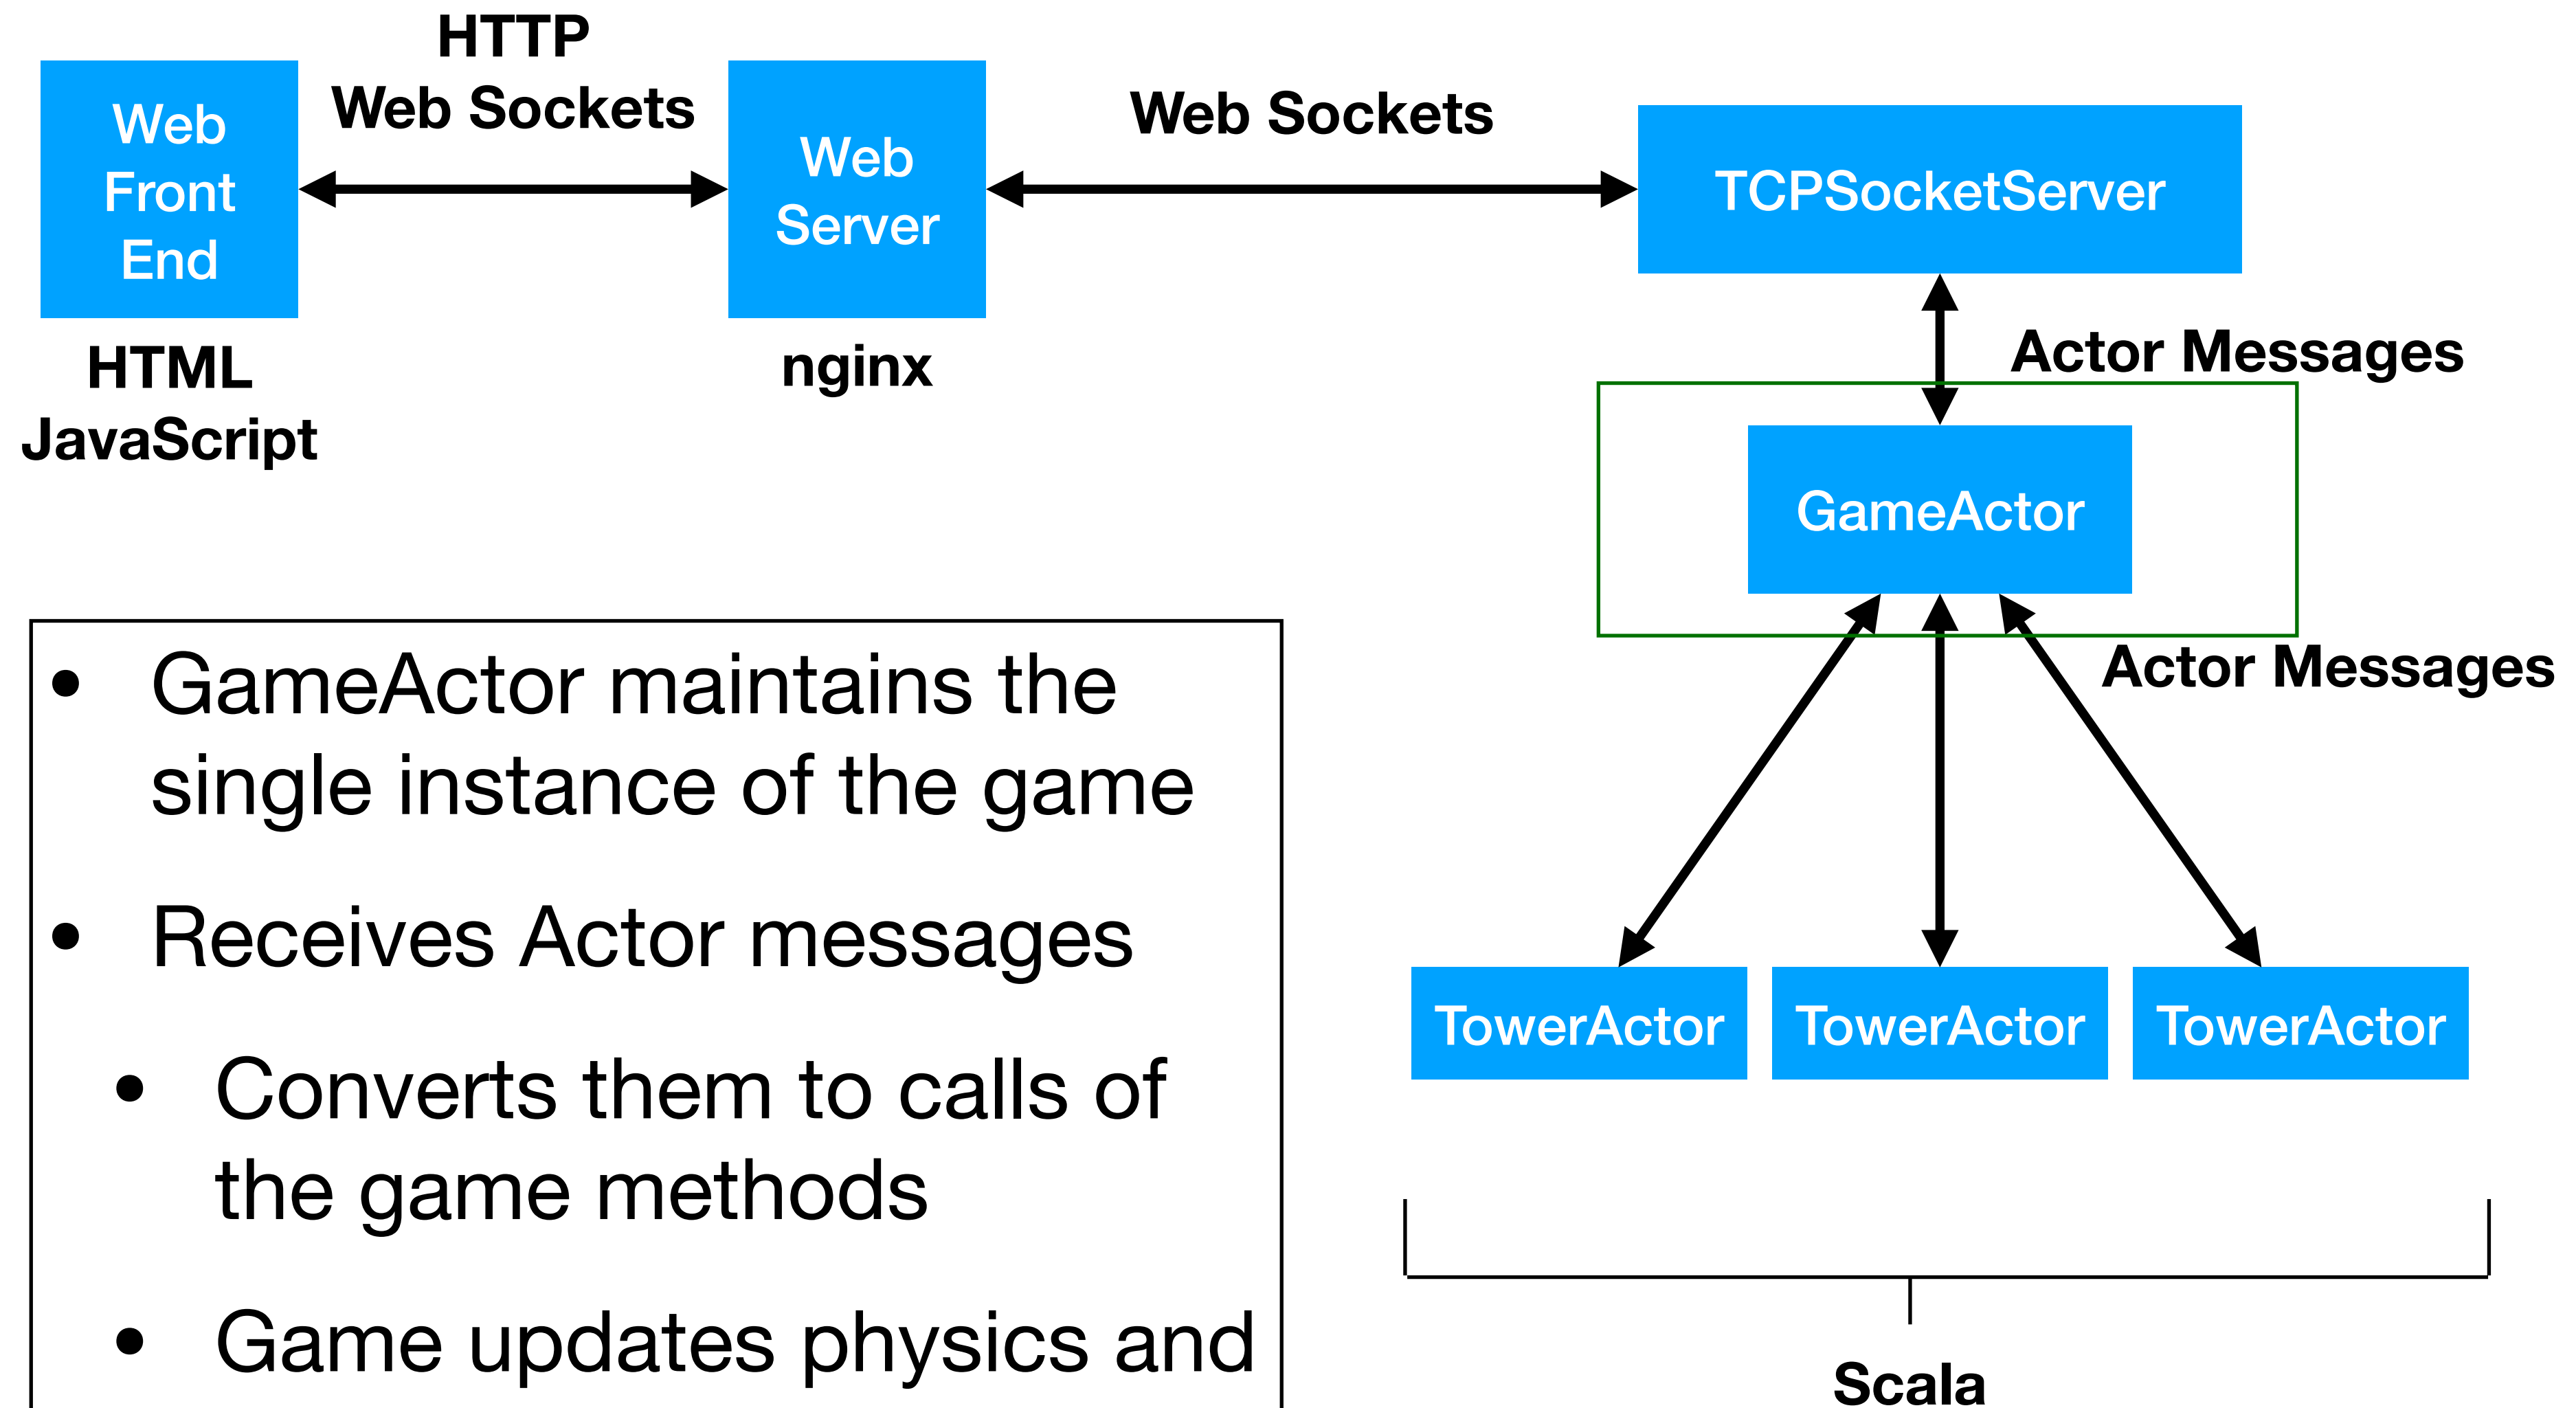 HTTP
Web Sockets
Web
Front
End
HTML
JavaScript
Web
Server
nginx
Web Sockets
TCPSocketServer
Actor Messages
GameActor
Actor Messages
TowerActor
TowerActor
TowerActor
Scala
• GameActor maintains the
single instance of the game
• Receives Actor messages
• Converts them to calls of
the game methods
• Game updates physics and